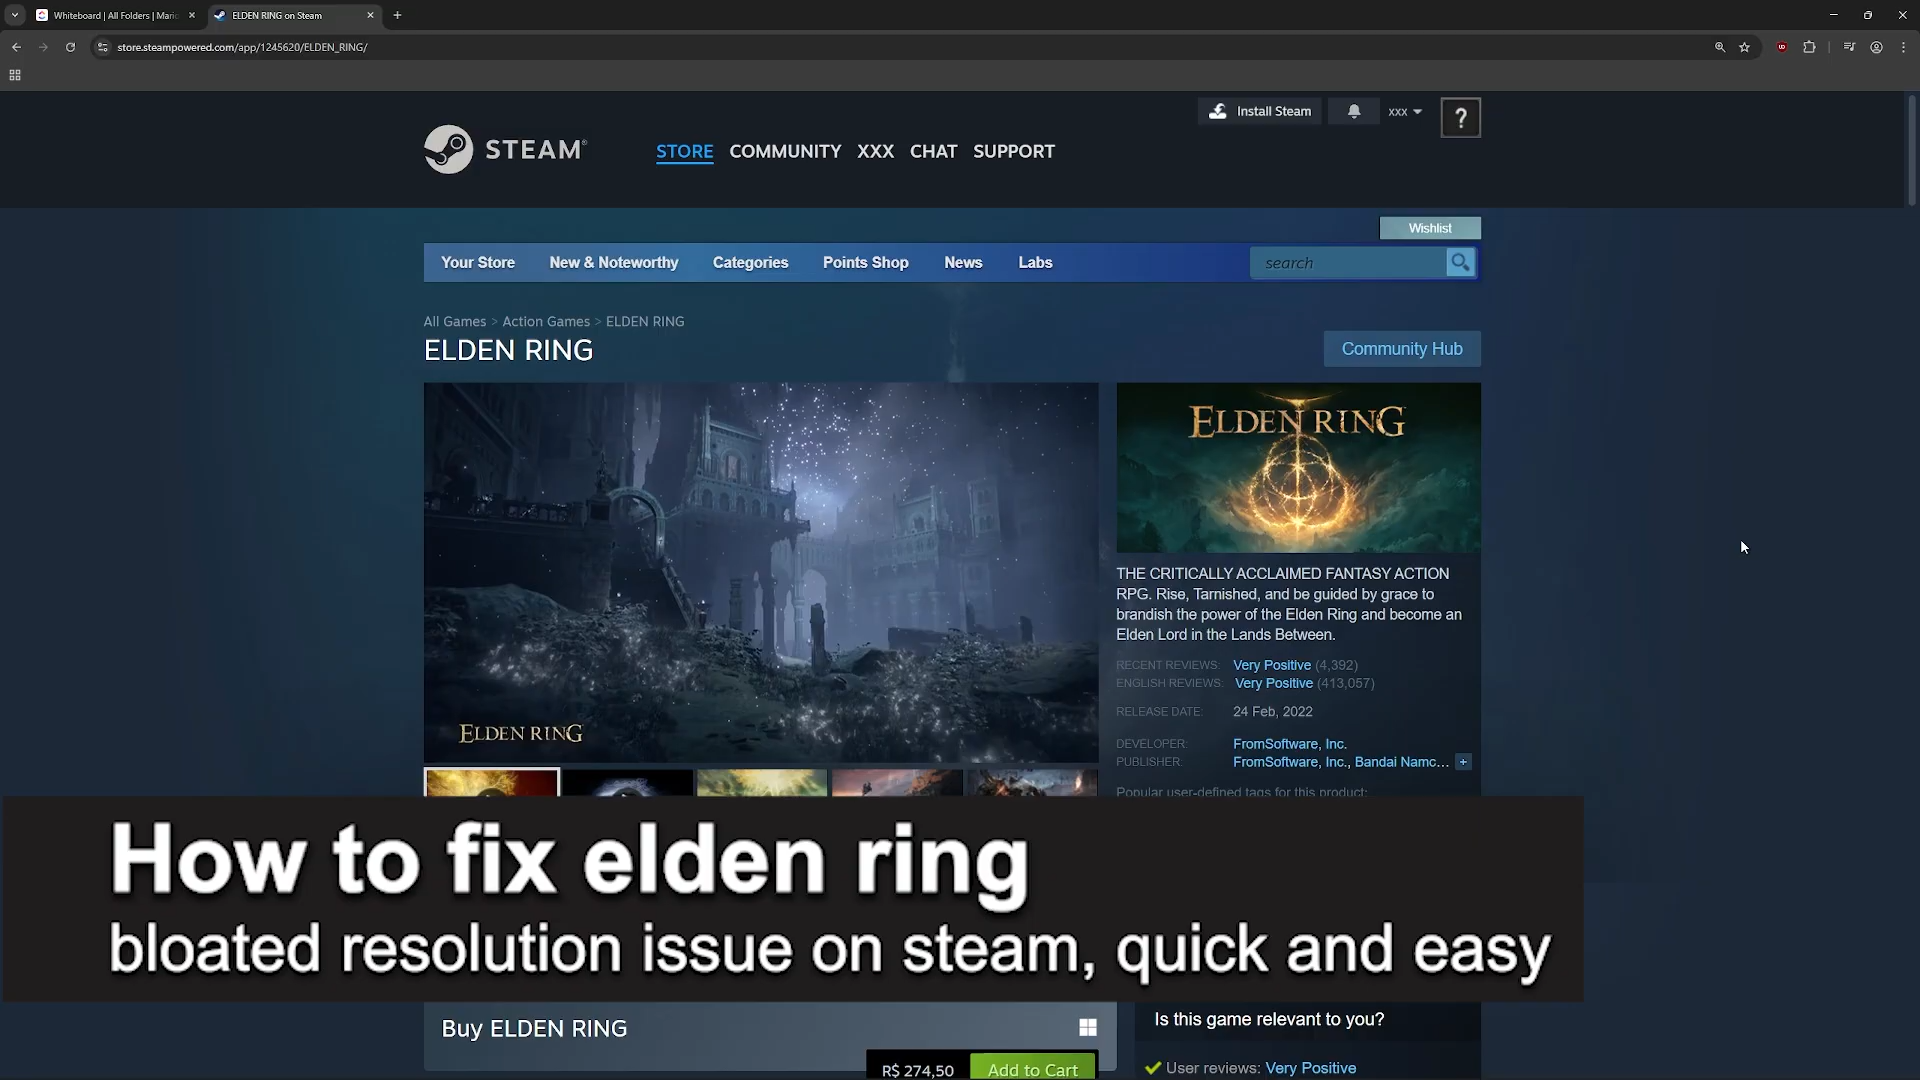 Whiteboard | All Folders | Maric
ELDEN RING on Steam
store.steampowered.com/app/1245620/ELDEN_RING/
Install Steam
xxx
?
STEAM®
STORE COMMUNITY XXX CHAT SUPPORT
Wishlist
Your Store New & Noteworthy Categories Points Shop News Labs
search
All Games > Action Games > ELDEN RING
ELDEN RING
Community Hub
ELDEN RING
ELDEN RING
THE CRITICALLY ACCLAIMED FANTASY ACTION
RPG. Rise, Tarnished, and be guided by grace to
brandish the power of the Elden Ring and become an
Elden Lord in the Lands Between.
RECENT REVIEWS: Very Positive (4,392)
ENGLISH REVIEWS: Very Positive (413,057)
RELEASE DATE: 24 Feb, 2022
DEVELOPER: FromSoftware, Inc.
PUBLISHER: FromSoftware, Inc., Bandai Namc... +
Popular user-defined tags for this product:
How to fix elden ring
bloated resolution issue on steam, quick and easy
Buy ELDEN RING
R$ 274,50 Add to Cart
Is this game relevant to you?
User reviews: Very Positive